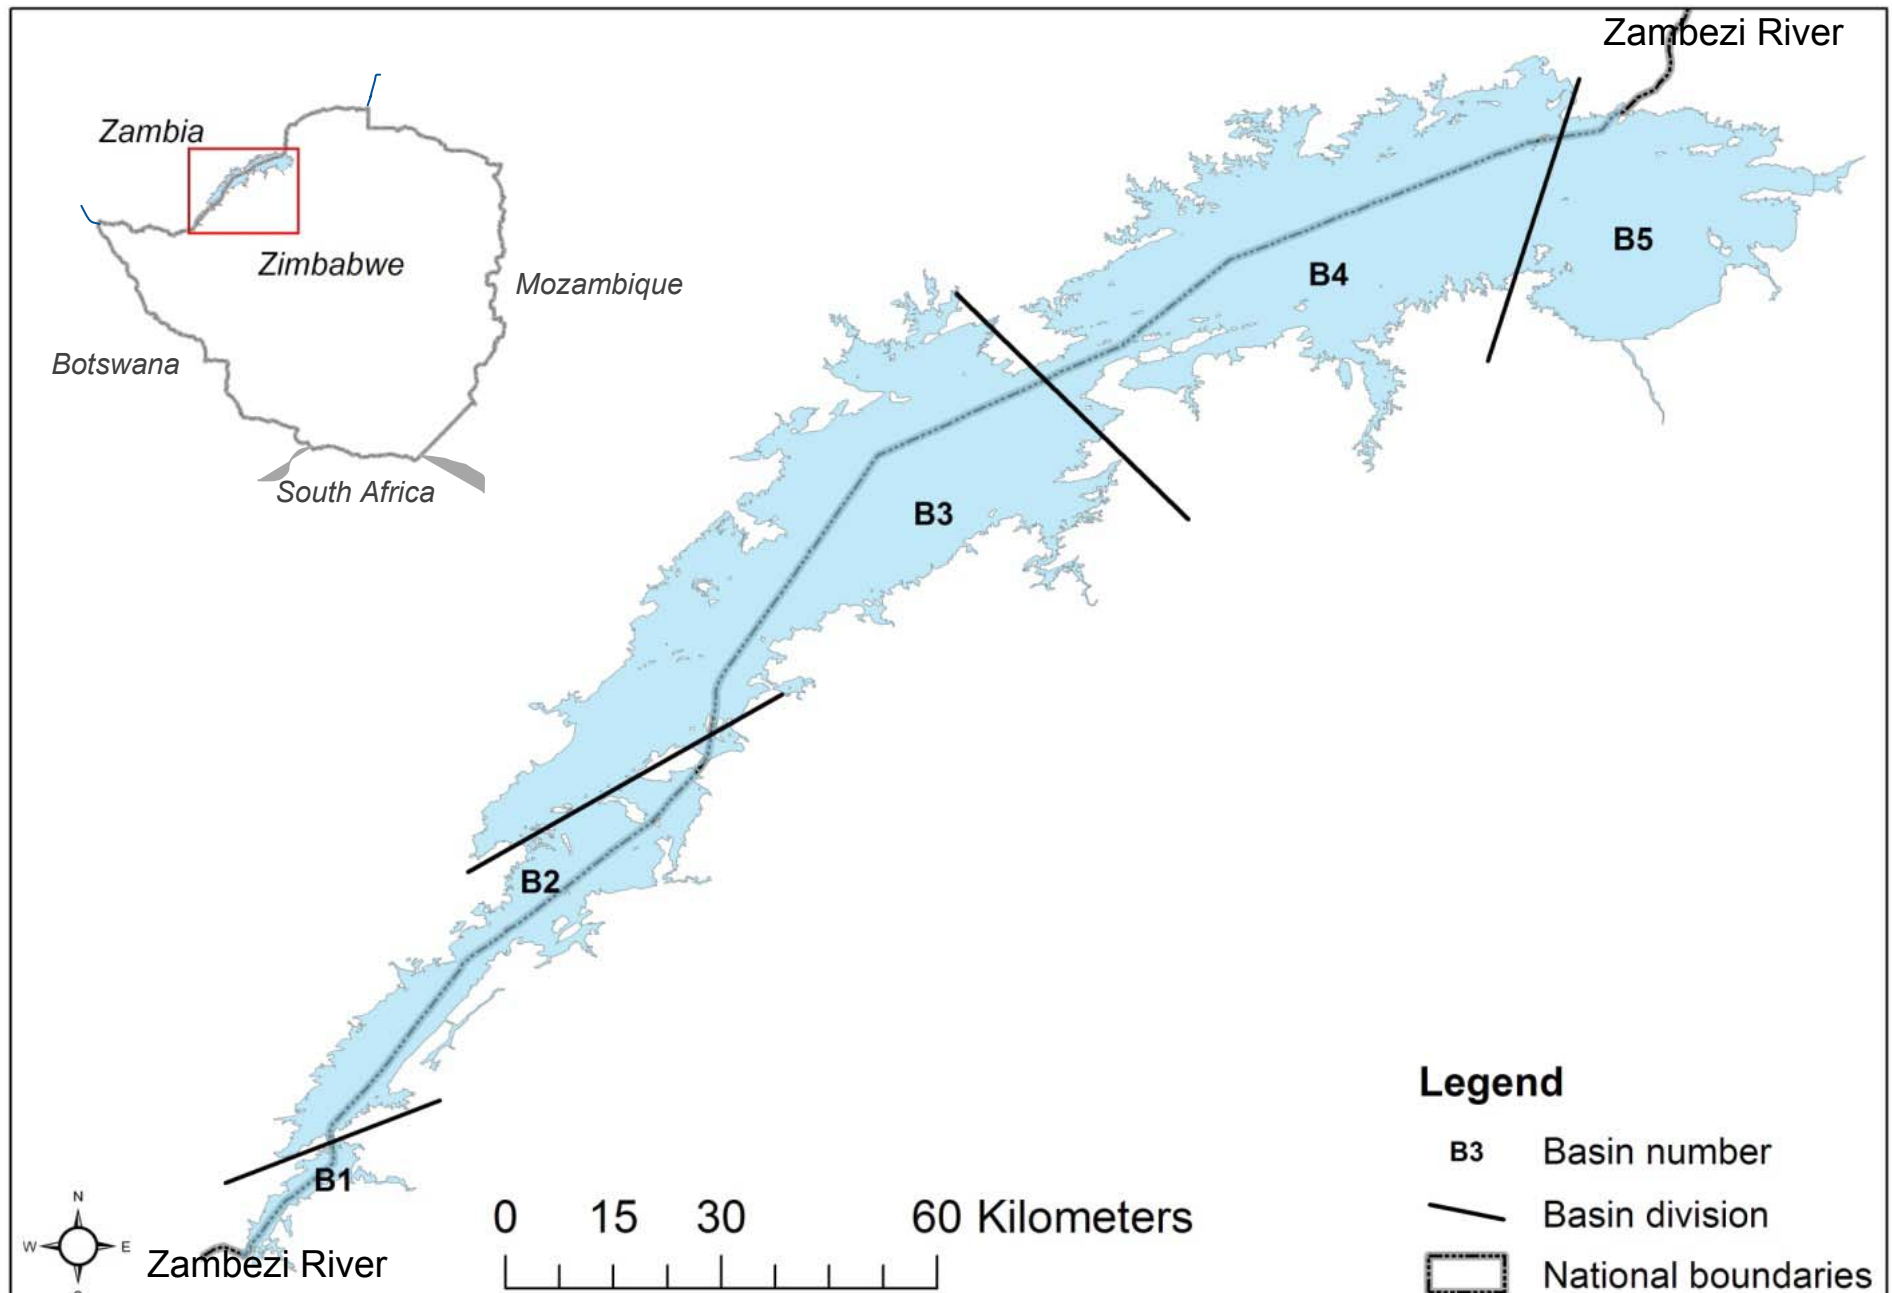 Zambezi River
Zambia
Zimbabwe
Mozambique
Botswana
South Africa
B5
B4
B3
B2
B1
Zambezi River
N
W
E
0 15 30 60 Kilometers
Legend
B3 Basin number
Basin division
National boundaries